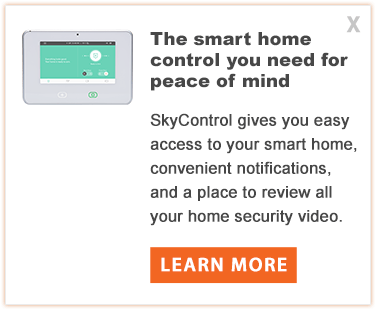 X
The smart home
control you need for
peace of mind
SkyControl gives you easy
access to your smart home,
convenient notifications,
and a place to review all
your home security video.
LEARN MORE